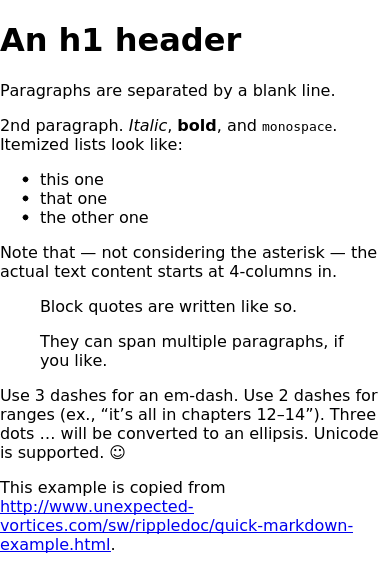 An h1 header
Paragraphs are separated by a blank line.
2nd paragraph. Italic, bold, and monospace.
Itemized lists look like:
• this one
• that one
• the other one
Note that — not considering the asterisk — the
actual text content starts at 4-columns in.
Block quotes are written like so.
They can span multiple paragraphs, if
you like.
Use 3 dashes for an em-dash. Use 2 dashes for
ranges (ex., “it’s all in chapters 12–14”). Three
dots … will be converted to an ellipsis. Unicode
is supported. ☺
This example is copied from
http://www.unexpected-
vortices.com/sw/rippledoc/quick-markdown-
example.html.